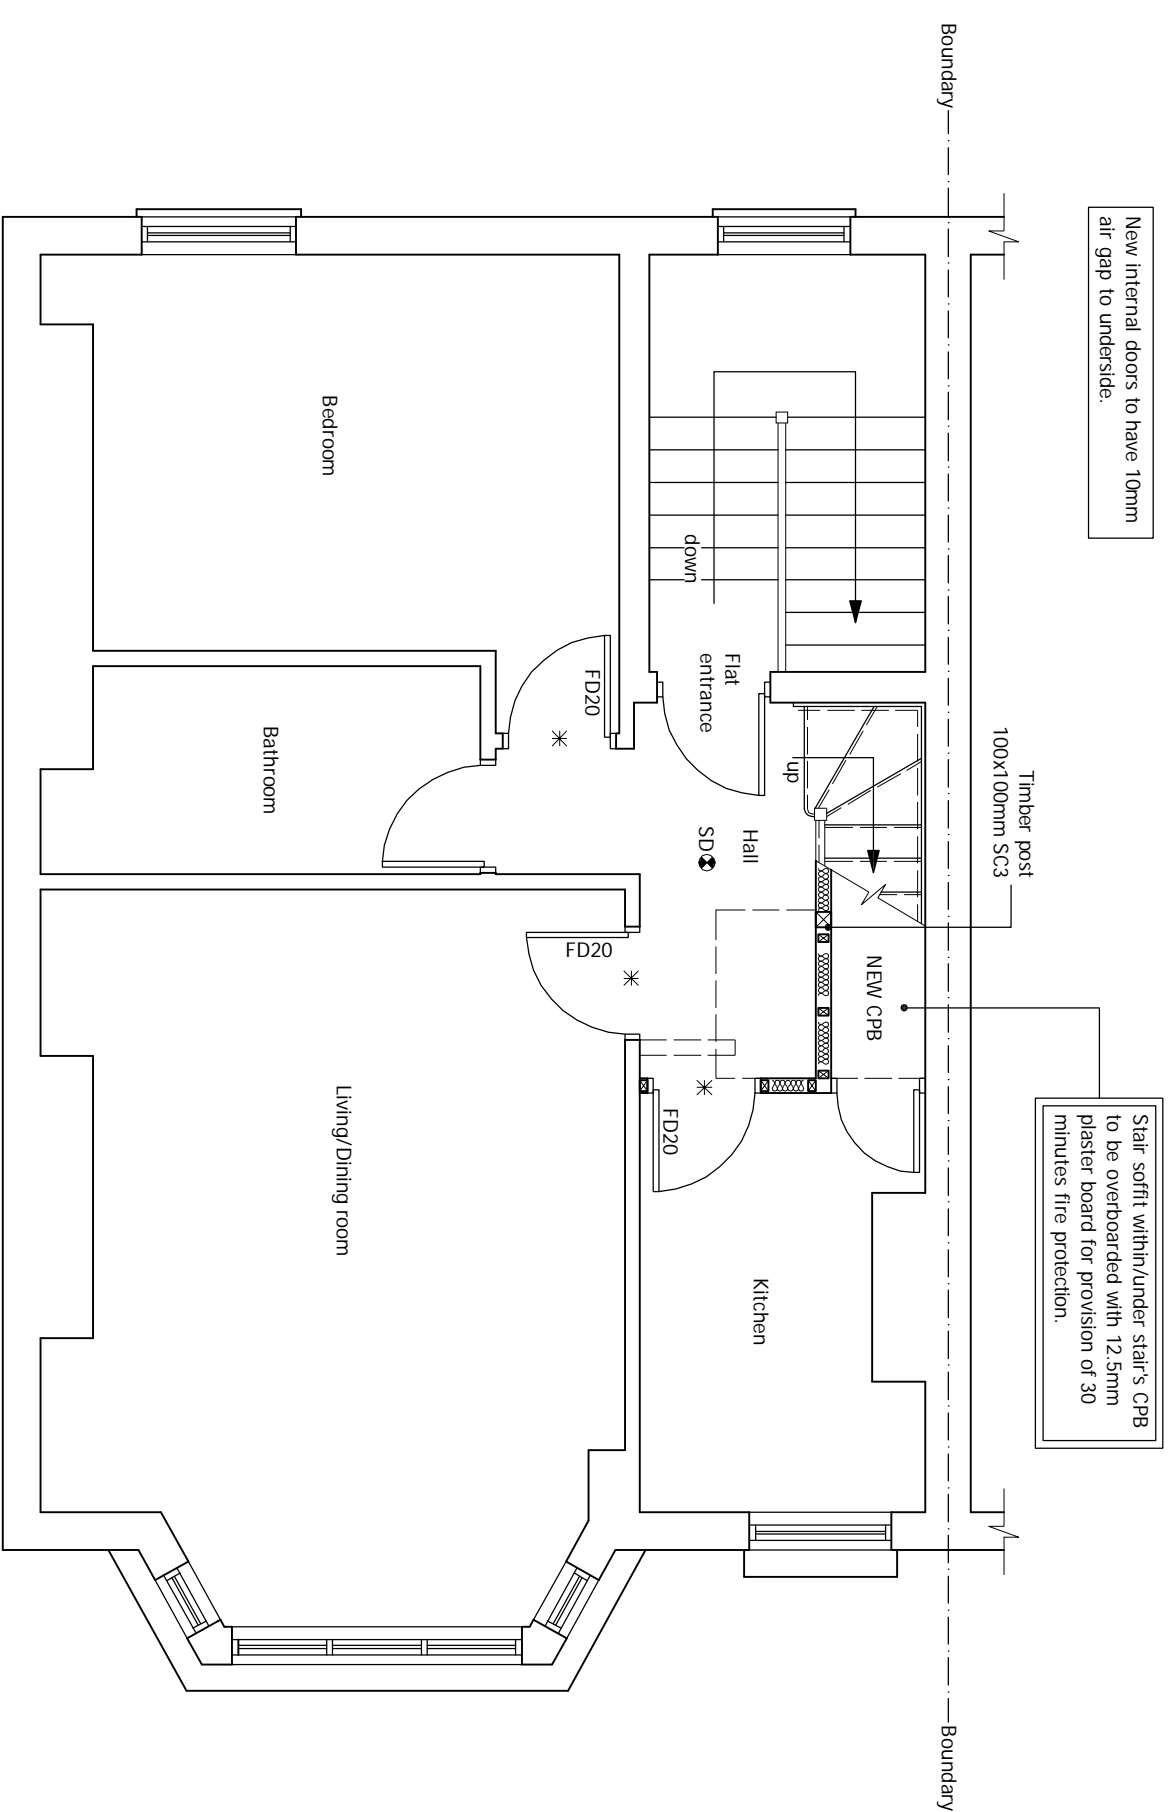 New internal doors to have 10mm
air gap to underside.
Stair soffit within/under stair's CPB
to be overboarded with 12.5mm
plaster board for provision of 30
minutes fire protection.
Boundary
Boundary
Timber post
100x100mm SC3
NEW CPB
up
down
Flat
entrance
Hall
SD
Kitchen
FD20
FD20
FD20
Bedroom
Bathroom
Living/Dining room